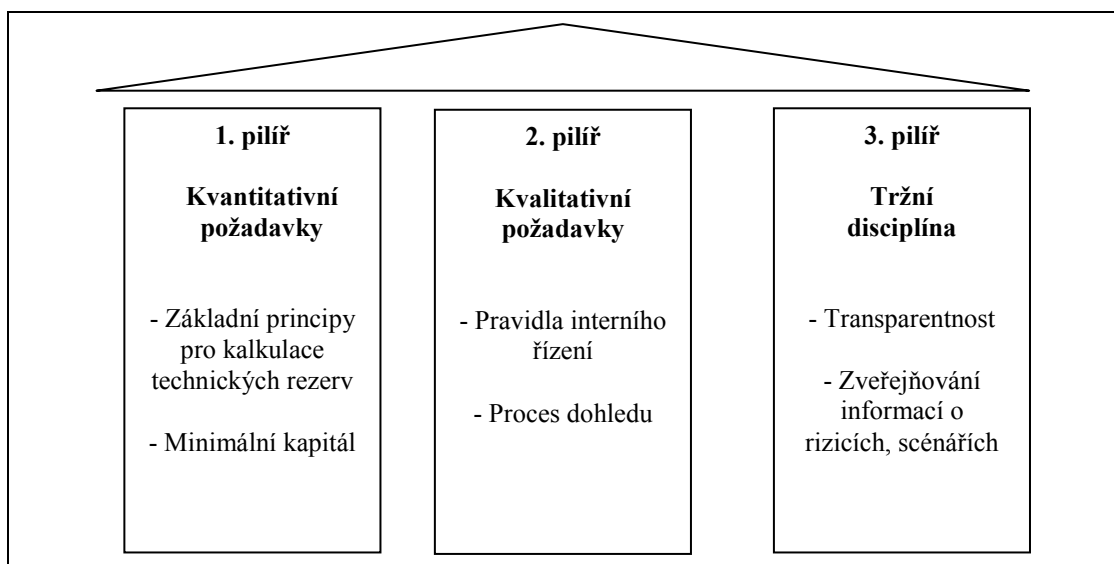 1. pilíř
Kvantitativní
požadavky
- Základní principy
pro kalkulace
technických rezerv
- Minimální kapitál
2. pilíř
Kvalitativní
požadavky
- Pravidla interního
řízení
- Proces dohledu
3. pilíř
Tržní
disciplína
- Transparentnost
- Zveřejňování
informací o
rizicích, scénářích